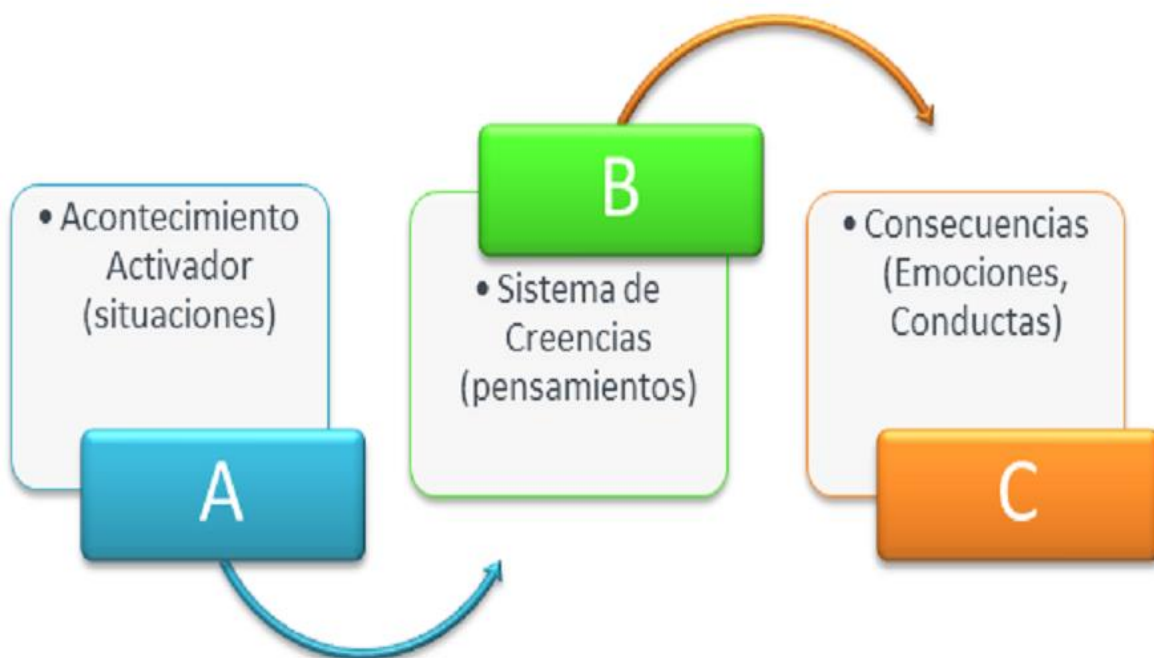 • Acontecimiento
Activador
(situaciones)
A
B
• Sistema de
Creencias
(pensamientos)
• Consecuencias
(Emociones,
Conductas)
C